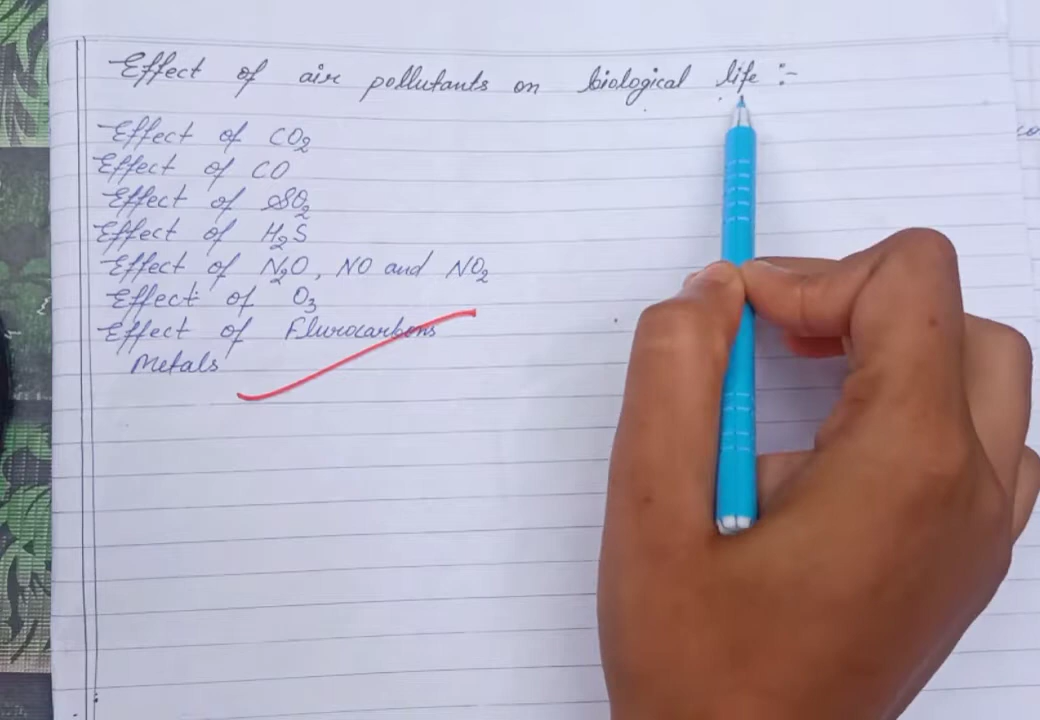 Effect of air pollutants on biological life :-
Effect of CO₂
Effect of CO
Effect of SO₂
Effect of H₂S
Effect of N₂O, NO and NO₂
Effect of O₃
Effect of Flurocarbons
Metals